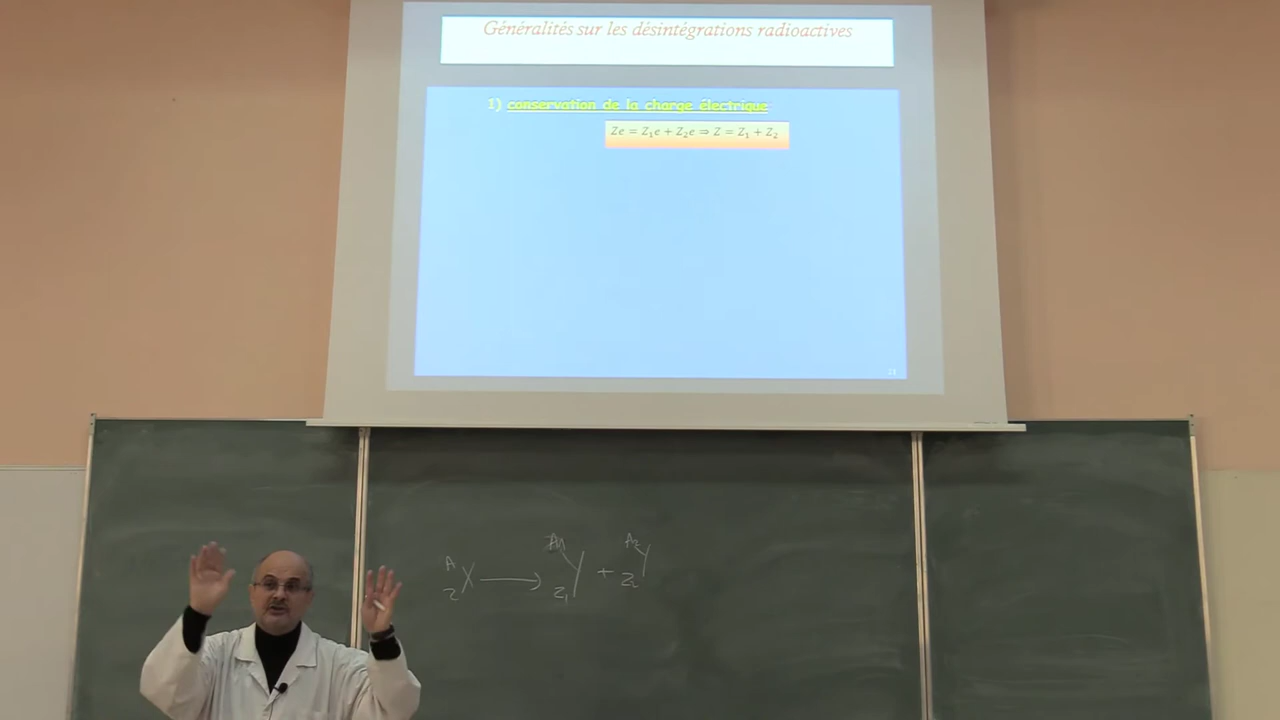 Généralités sur les désintégrations radioactives
1) conservation de la charge électrique
Ze = Z₁e + Z₂e ⇒ Z = Z₁ + Z₂
21
A A1 A2
X → Y + Y
Z Z1 Z2